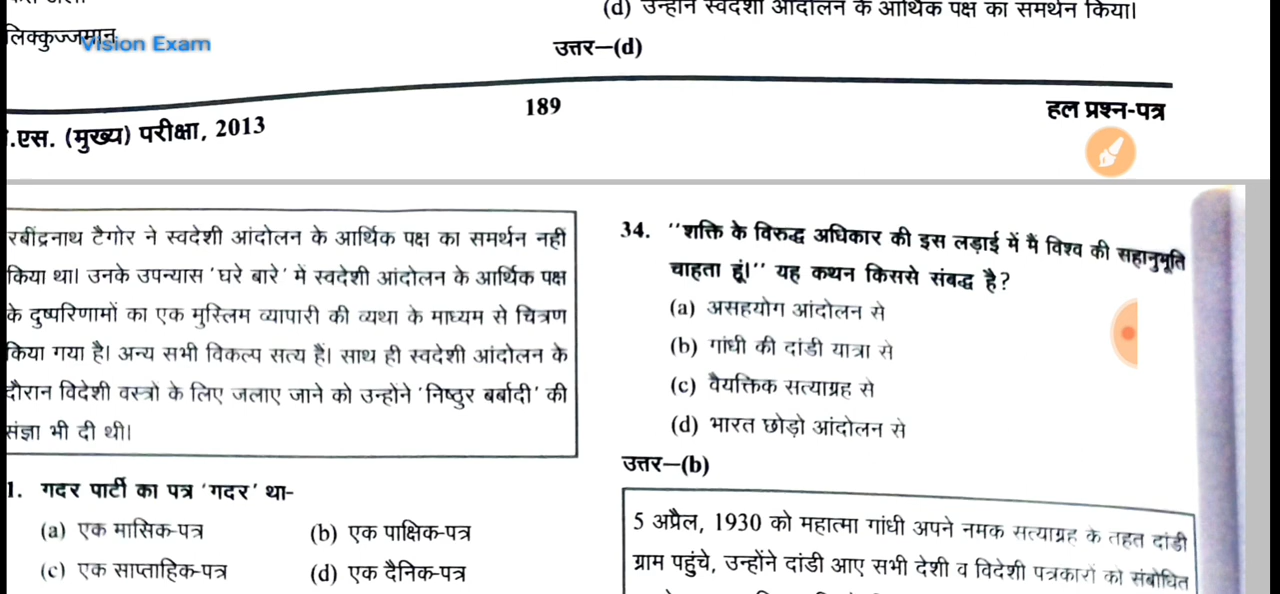 (d) उन्होंने स्वदेशी आंदोलन के आर्थिक पक्ष का समर्थन किया।
लिक्कुज्जमान
Vision Exam
उत्तर–(d)
189
हल प्रश्न-पत्र
.एस. (मुख्य) परीक्षा, 2013
रबींद्रनाथ टैगोर ने स्वदेशी आंदोलन के आर्थिक पक्ष का समर्थन नहीं
किया था। उनके उपन्यास 'घरे बारे' में स्वदेशी आंदोलन के आर्थिक पक्ष
के दुष्परिणामों का एक मुस्लिम व्यापारी की व्यथा के माध्यम से चित्रण
किया गया है। अन्य सभी विकल्प सत्य हैं। साथ ही स्वदेशी आंदोलन के
दौरान विदेशी वस्त्रो के लिए जलाए जाने को उन्होने 'निष्ठुर बर्बादी' की
संज्ञा भी दी थी।
1. गदर पार्टी का पत्र 'गदर' था-
(a) एक मासिक-पत्र (b) एक पाक्षिक-पत्र
(c) एक साप्ताहिक-पत्र (d) एक दैनिक-पत्र
34. ''शक्ति के विरुद्ध अधिकार की इस लड़ाई में मैं विश्व की सहानुभूति
चाहता हूं।'' यह कथन किससे संबद्ध है?
(a) असहयोग आंदोलन से
(b) गांधी की दांडी यात्रा से
(c) वैयक्तिक सत्याग्रह से
(d) भारत छोड़ो आंदोलन से
उत्तर–(b)
5 अप्रैल, 1930 को महात्मा गांधी अपने नमक सत्याग्रह के तहत दांडी
ग्राम पहुंचे, उन्होंने दांडी आए सभी देशी व विदेशी पत्रकारों को संबोधित